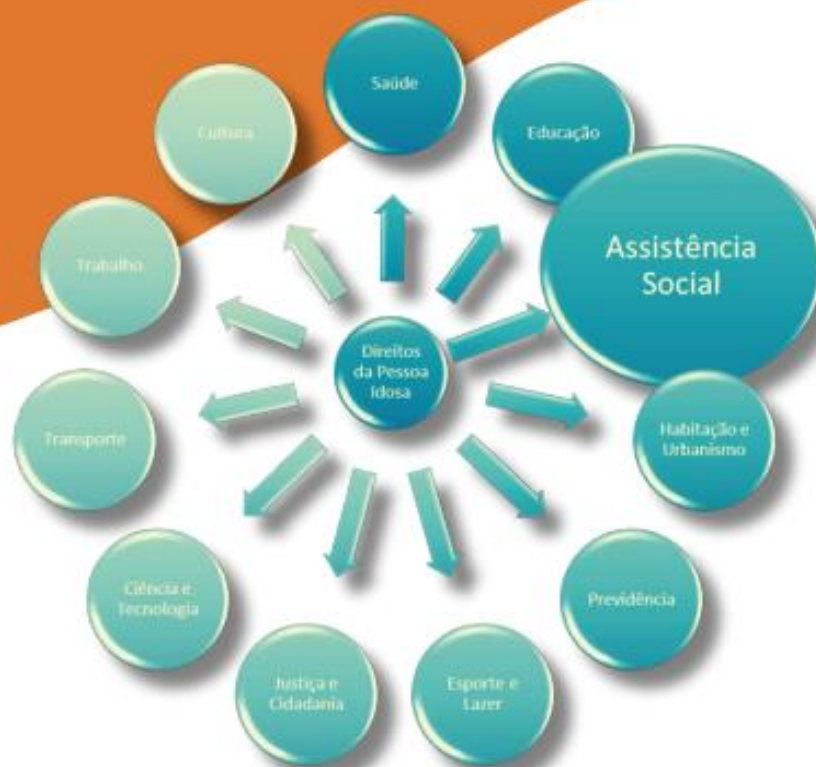 Saúde
Educação
Assistência
Social
Habitação e
Urbanismo
Previdência
Esporte e
Lazer
Justiça e
Cidadania
Ciência e
Tecnologia
Transporte
Trabalho
Cultura
Direitos
da Pessoa
Idosa